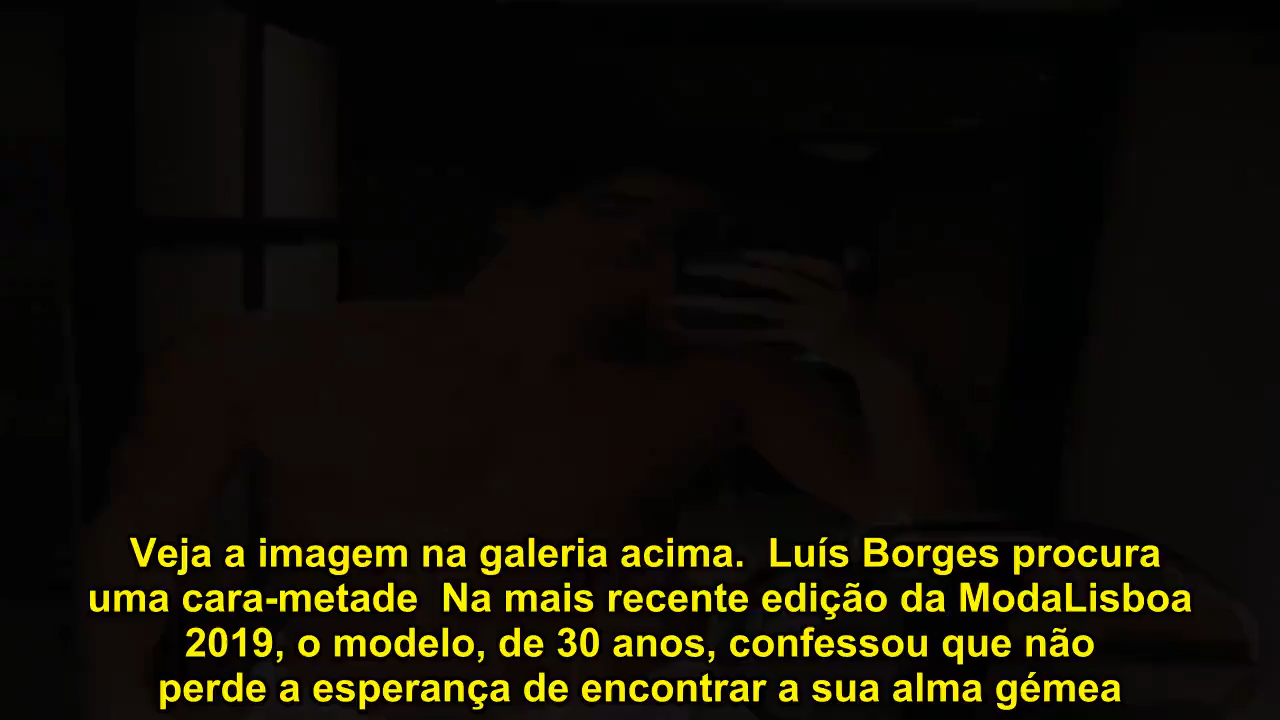 Veja a imagem na galeria acima.  Luís Borges procura
uma cara-metade  Na mais recente edição da ModaLisboa
2019, o modelo, de 30 anos, confessou que não
perde a esperança de encontrar a sua alma gémea